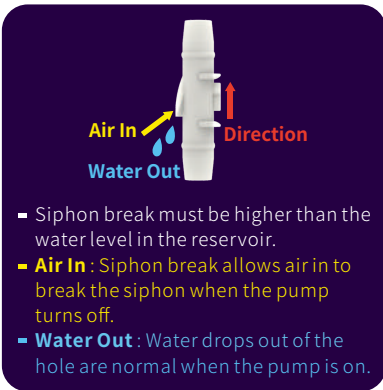 Air In
Direction
Water Out
- Siphon break must be higher than the
water level in the reservoir.
- Air In : Siphon break allows air in to
break the siphon when the pump
turns off.
- Water Out : Water drops out of the
hole are normal when the pump is on.